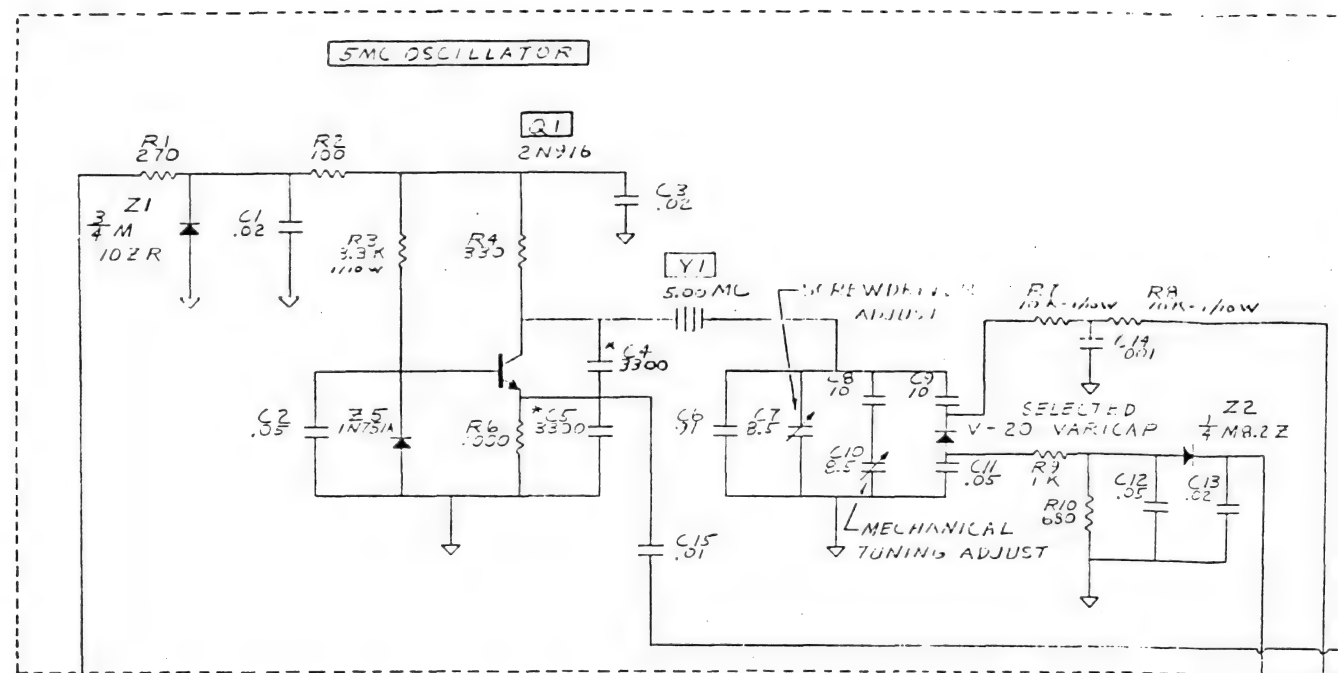 5MC OSCILLATOR
Q1
2N916
R1
270
R2
100
Z1
3/4 M
10ZR
C1
.02
R3
3.3K
1/10W
R4
330
C3
.02
Y1
5.00 MC
SCREWDRIVER
ADJUST
R7
10K-1/10W
R8
10K-1/10W
C14
.001
* C4
3300
C2
.05
Z5
1N751A
R6
* C5
3300
C6
C7
8.5
C8
10
C9
10
SELECTED
V-20 VARICAP
Z2
1/4 M8.2Z
C10
8.5
C11
.05
R9
1K
R10
680
C12
.05
C13
.02
C15
.01
MECHANICAL
TUNING ADJUST